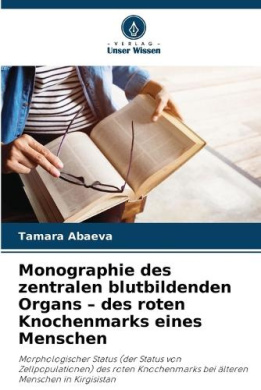 - VERLAG -
Unser Wissen
Tamara Abaeva
Monographie des
zentralen blutbildenden
Organs – des roten
Knochenmarks eines
Menschen
Morphologischer Status (der Status von
Zellpopulationen) des roten Knochenmarks bei älteren
Menschen in Kirgisistan